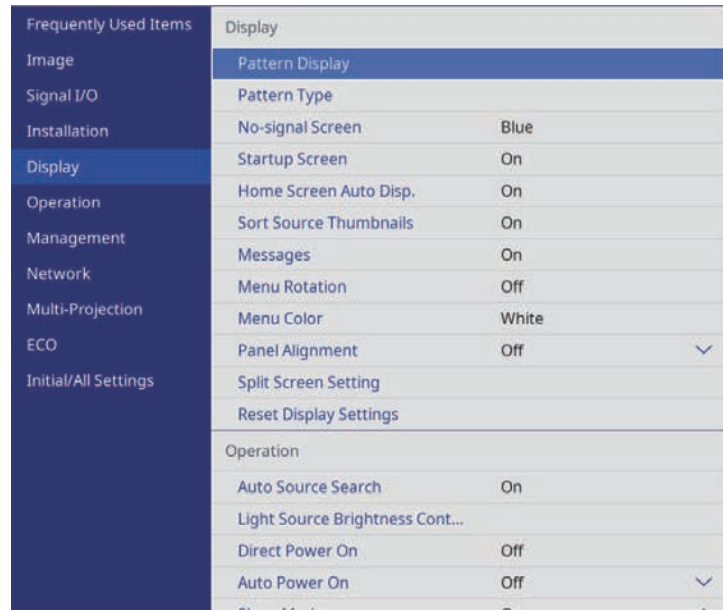 Frequently Used Items
Image
Signal I/O
Installation
Display
Operation
Management
Network
Multi-Projection
ECO
Initial/All Settings
Display
Pattern Display
Pattern Type
No-signal Screen Blue
Startup Screen On
Home Screen Auto Disp. On
Sort Source Thumbnails On
Messages On
Menu Rotation Off
Menu Color White
Panel Alignment Off
Split Screen Setting
Reset Display Settings
Operation
Auto Source Search On
Light Source Brightness Cont...
Direct Power On Off
Auto Power On Off